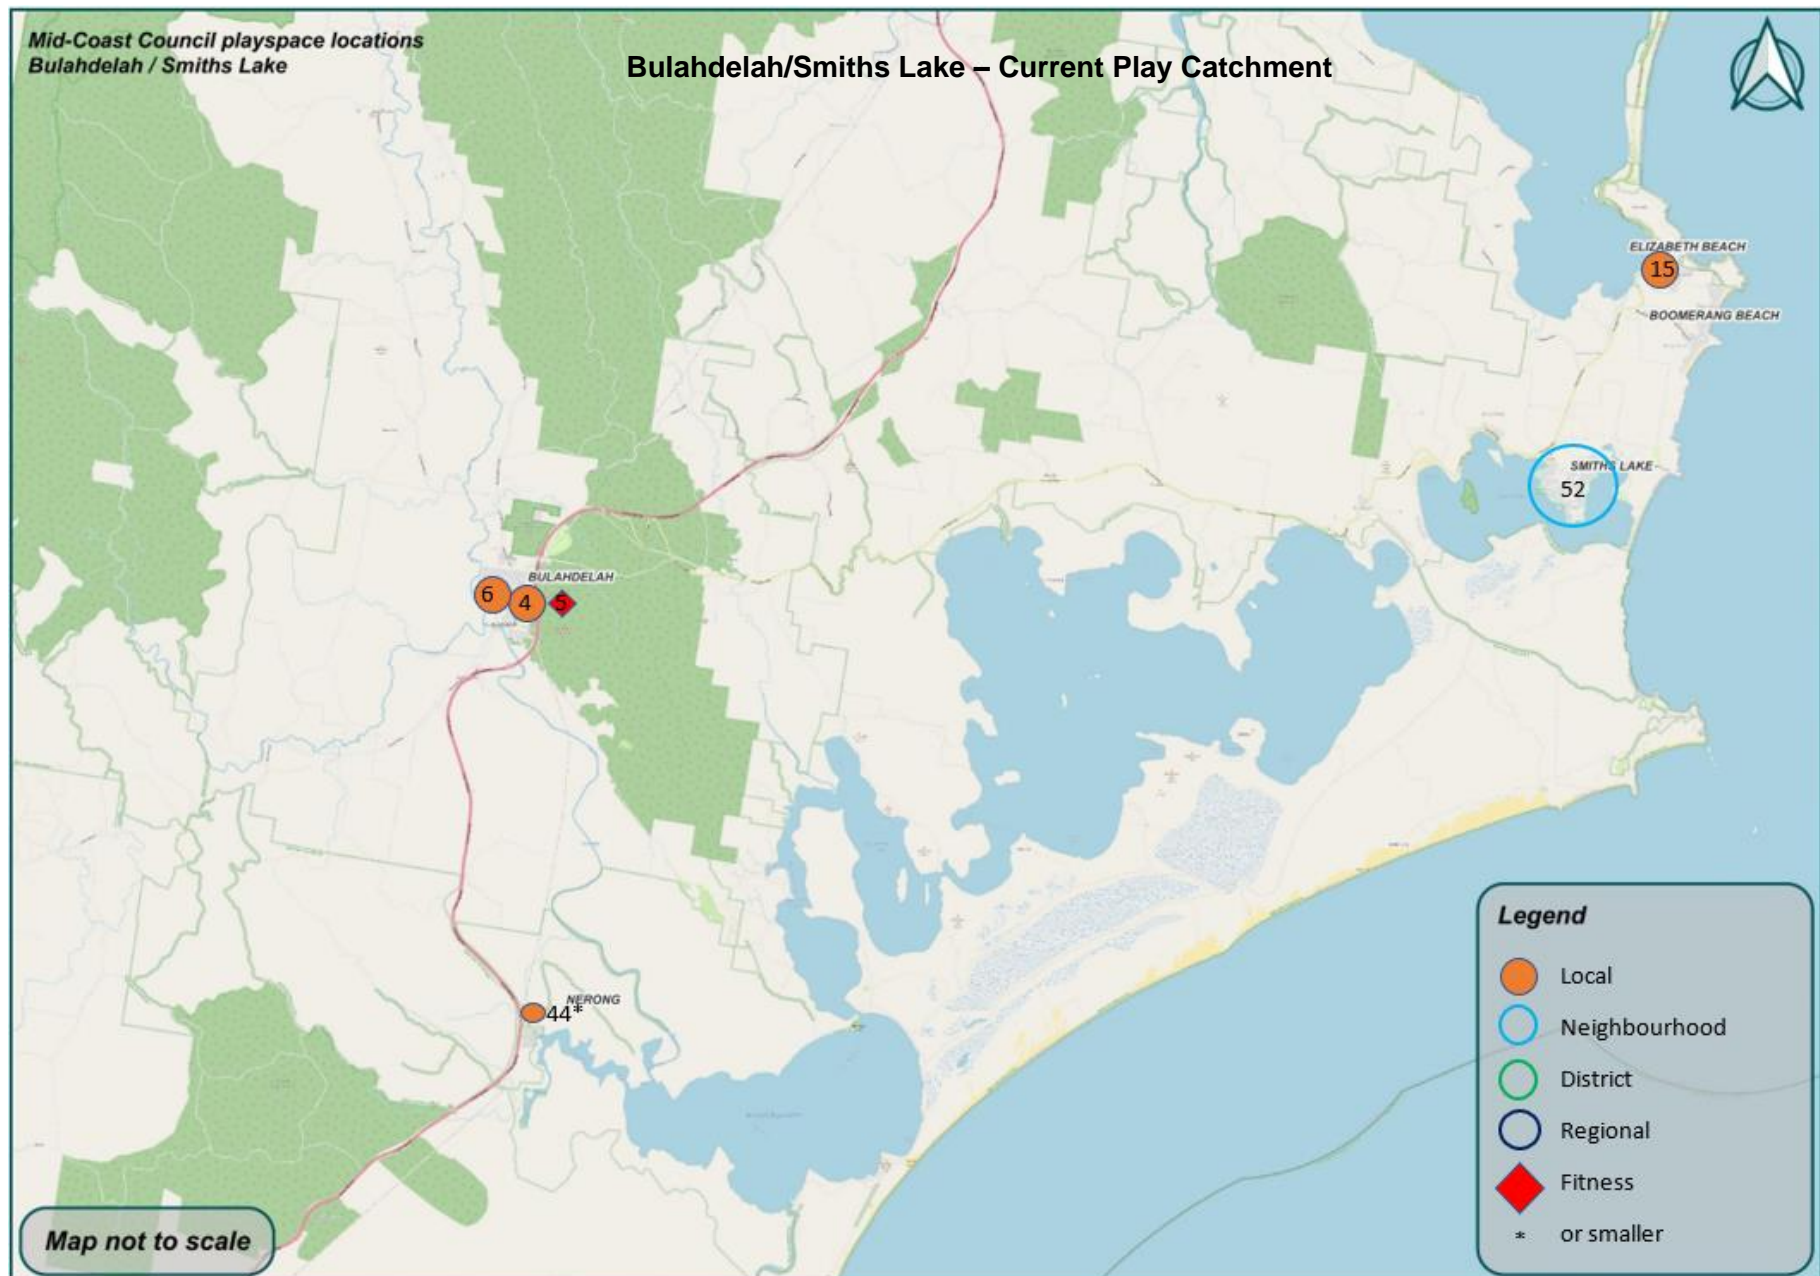 Mid-Coast Council playspace locations
Bulahdelah / Smiths Lake
Bulahdelah/Smiths Lake – Current Play Catchment
ELIZABETH BEACH
15
BOOMERANG BEACH
SMITHS LAKE
52
BULAHDELAH
6
4
5
NERONG
44*
Legend
Local
Neighbourhood
District
Regional
Fitness
* or smaller
Map not to scale